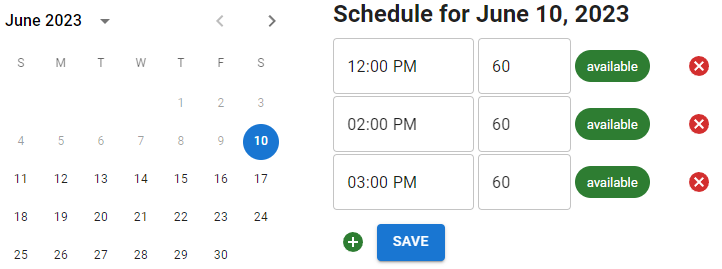 June 2023
S M T W T F S
1 2 3
4 5 6 7 8 9 10
11 12 13 14 15 16 17
18 19 20 21 22 23 24
25 26 27 28 29 30
Schedule for June 10, 2023
12:00 PM 60 available
02:00 PM 60 available
03:00 PM 60 available
SAVE